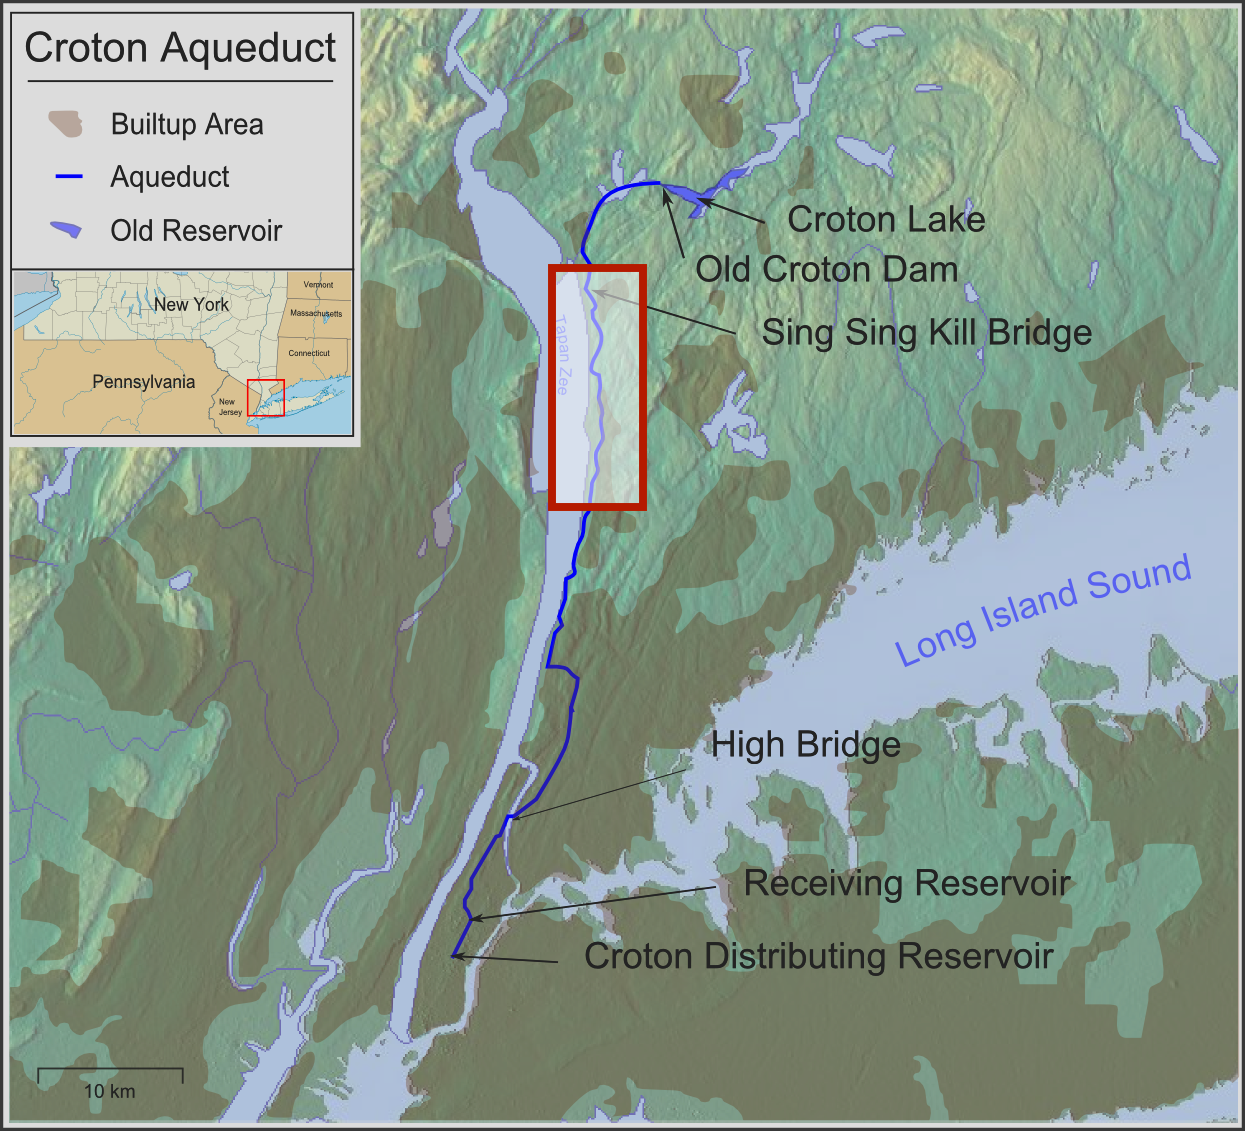 Croton Aqueduct
Builtup Area
Aqueduct
Old Reservoir
Vermont
New York
Massachusetts
Connecticut
Pennsylvania
New
Jersey
Croton Lake
Old Croton Dam
Sing Sing Kill Bridge
Tapan Zee
Long Island Sound
High Bridge
Receiving Reservoir
Croton Distributing Reservoir
10 km